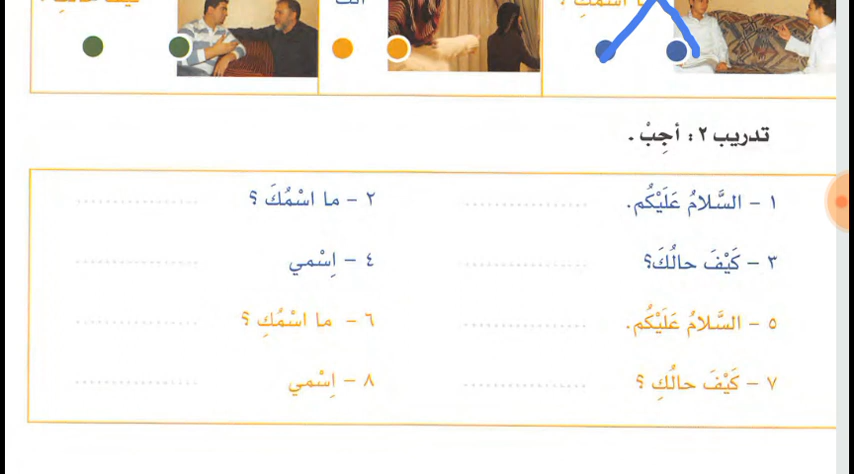 تدريب ٢ : أجِبْ .
١ - السَّلامُ عَلَيْكُم. .................... ٢ - ما اسْمُكَ ؟ ....................
٣ - كَيْفَ حالُكَ؟ .................... ٤ - اِسْمي ....................
٥ - السَّلامُ عَلَيْكُم. .................... ٦ - ما اسْمُكِ ؟ ....................
٧ - كَيْفَ حالُكِ ؟ .................... ٨ - اِسْمي ....................